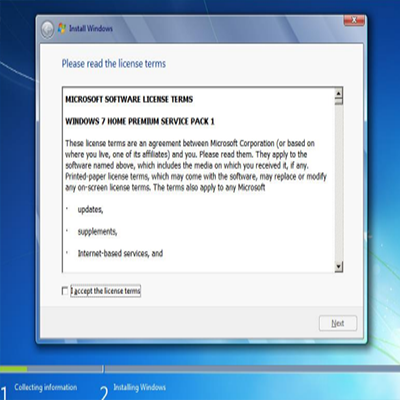 Install Windows
Please read the license terms
MICROSOFT SOFTWARE LICENSE TERMS
WINDOWS 7 HOME PREMIUM SERVICE PACK 1
These license terms are an agreement between Microsoft Corporation (or based on
where you live, one of its affiliates) and you. Please read them. They apply to the
software named above, which includes the media on which you received it, if any.
Printed-paper license terms, which may come with the software, may replace or modify
any on-screen license terms. The terms also apply to any Microsoft
· updates,
· supplements,
· Internet-based services, and
I accept the license terms
Next
1 Collecting information
2 Installing Windows